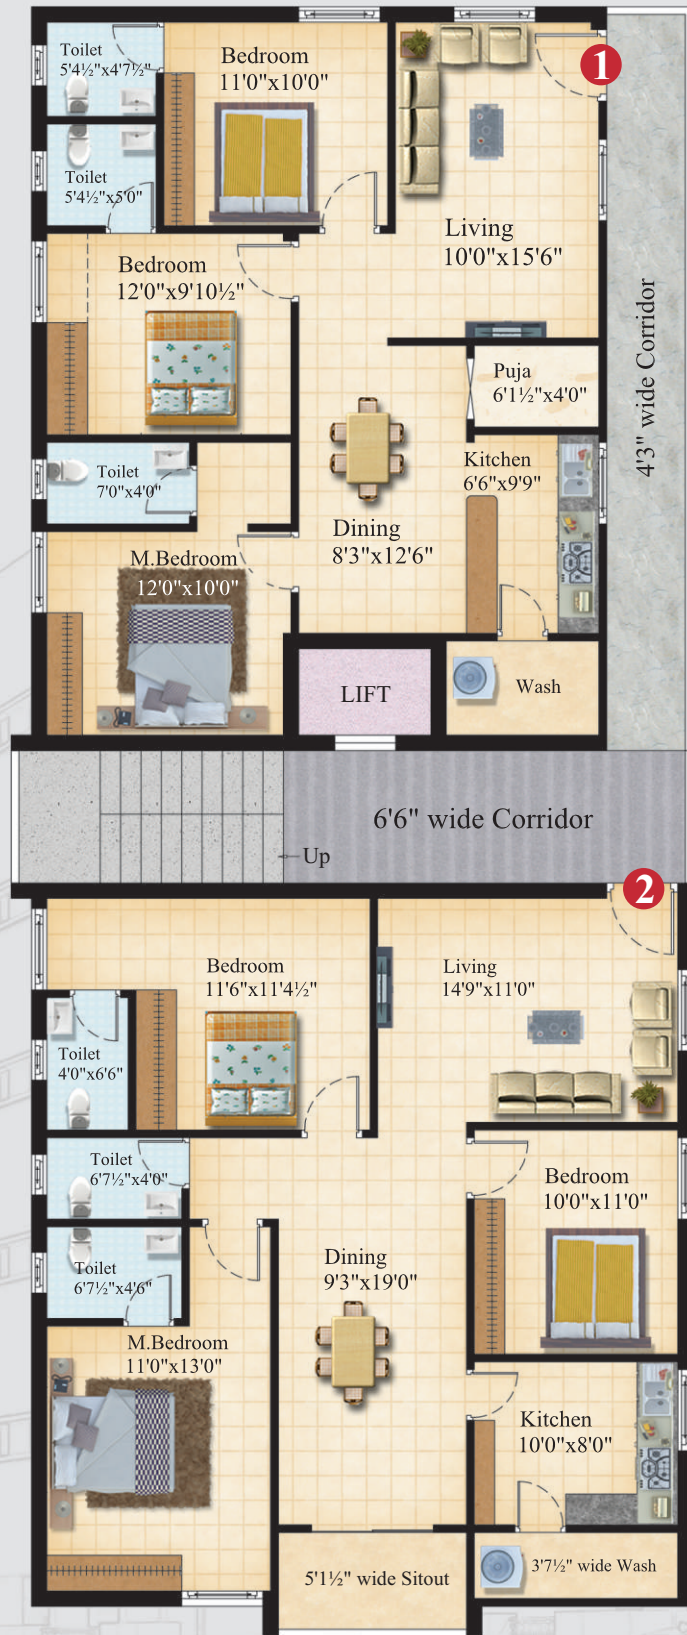 Toilet
5'4½"x4'7½"
Bedroom
11'0"x10'0"
1
Toilet
5'4½"x5'0"
Living
10'0"x15'6"
Bedroom
12'0"x9'10½"
4'3" wide Corridor
Puja
6'1½"x4'0"
Toilet
7'0"x4'0"
Kitchen
6'6"x9'9"
Dining
8'3"x12'6"
M.Bedroom
12'0"x10'0"
LIFT
Wash
6'6" wide Corridor
Up
2
Bedroom
11'6"x11'4½"
Living
14'9"x11'0"
Toilet
4'0"x6'6"
Toilet
6'7½"x4'0"
Bedroom
10'0"x11'0"
Toilet
6'7½"x4'6"
Dining
9'3"x19'0"
M.Bedroom
11'0"x13'0"
Kitchen
10'0"x8'0"
5'1½" wide Sitout
3'7½" wide Wash